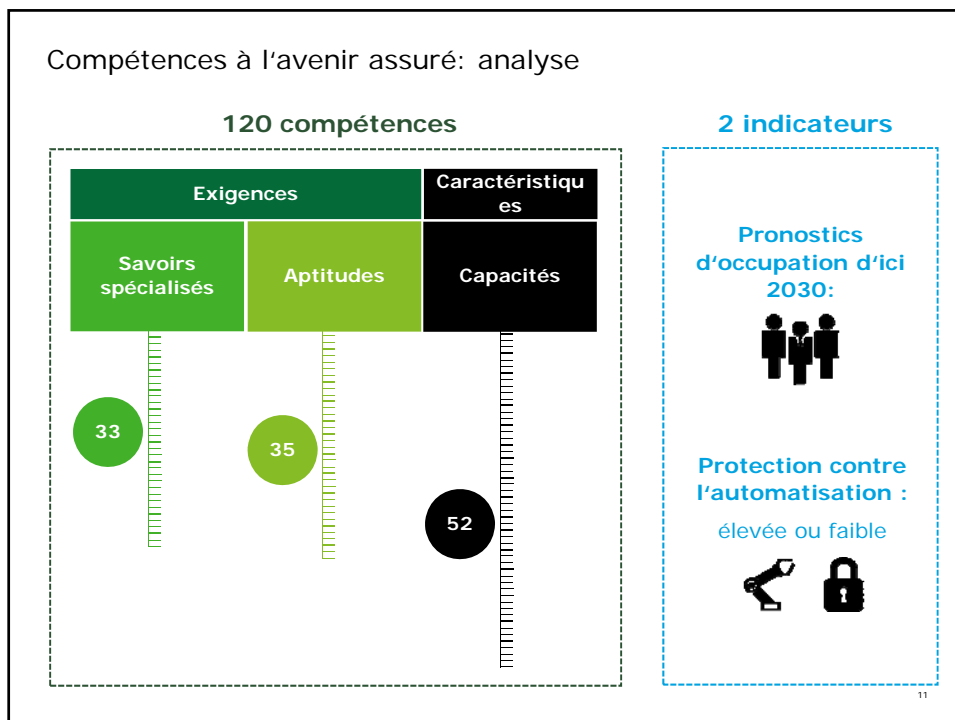 Compétences à l‘avenir assuré: analyse
120 compétences
Exigences
Caractéristiqu
es
Savoirs
spécialisés
Aptitudes
Capacités
33
35
52
2 indicateurs
Pronostics
d‘occupation d‘ici
2030:
Protection contre
l‘automatisation :
élevée ou faible
11